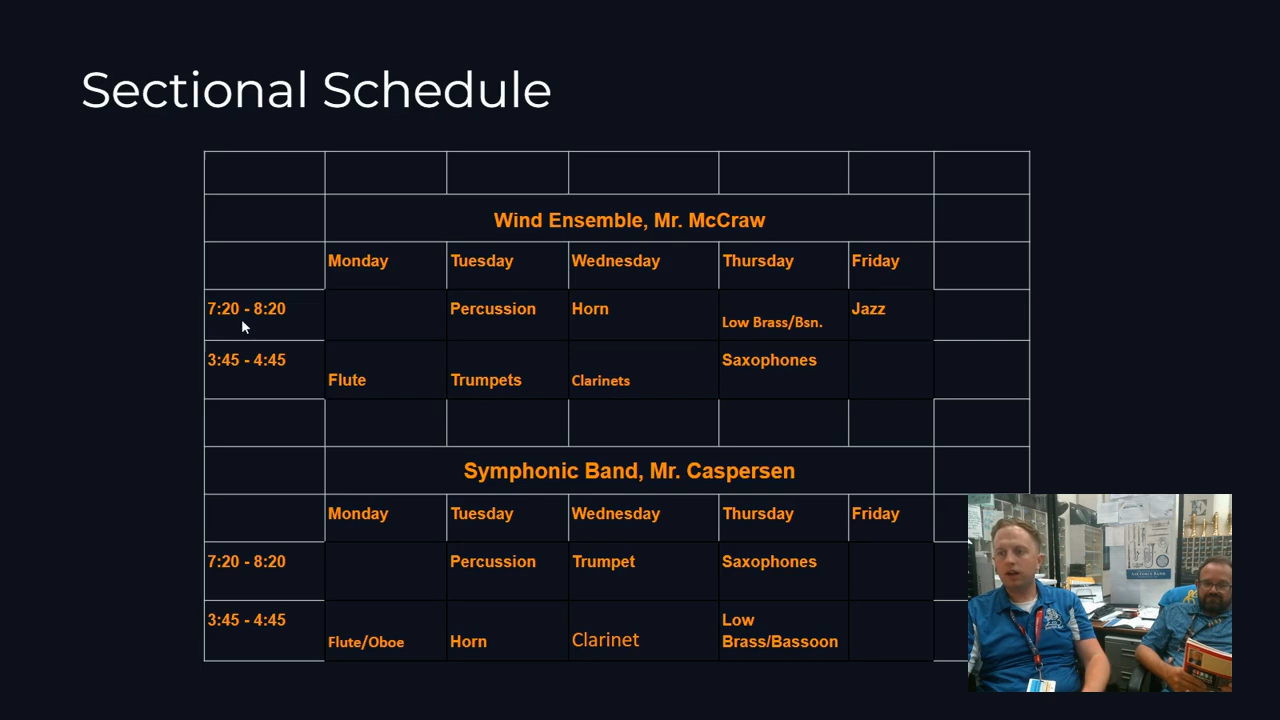 Sectional Schedule
Wind Ensemble, Mr. McCraw
Monday Tuesday Wednesday Thursday Friday
7:20 - 8:20 Percussion Horn Low Brass/Bsn. Jazz
3:45 - 4:45 Flute Trumpets Clarinets Saxophones
Symphonic Band, Mr. Caspersen
Monday Tuesday Wednesday Thursday Friday
7:20 - 8:20 Percussion Trumpet Saxophones
3:45 - 4:45 Flute/Oboe Horn Clarinet Low
Brass/Bassoon